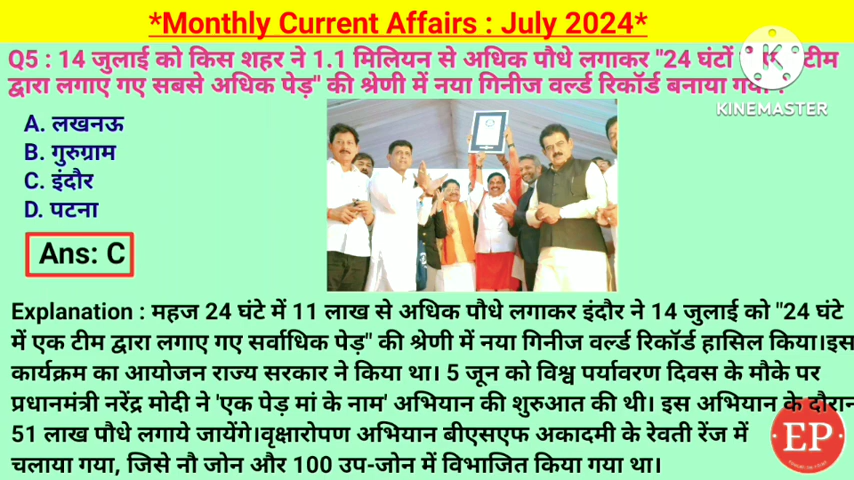 *Monthly Current Affairs : July 2024*
Q5 : 14 जुलाई को किस शहर ने 1.1 मिलियन से अधिक पौधे लगाकर "24 घंटों टीम
द्वारा लगाए गए सबसे अधिक पेड़" की श्रेणी में नया गिनीज वर्ल्ड रिकॉर्ड बनाया
KINEMASTER
A. लखनऊ
B. गुरुग्राम
C. इंदौर
D. पटना
Ans: C
Explanation : महज 24 घंटे में 11 लाख से अधिक पौधे लगाकर इंदौर ने 14 जुलाई को "24 घंटे
में एक टीम द्वारा लगाए गए सर्वाधिक पेड़" की श्रेणी में नया गिनीज वर्ल्ड रिकॉर्ड हासिल किया।इस
कार्यक्रम का आयोजन राज्य सरकार ने किया था। 5 जून को विश्व पर्यावरण दिवस के मौके पर
प्रधानमंत्री नरेंद्र मोदी ने 'एक पेड़ मां के नाम' अभियान की शुरुआत की थी। इस अभियान के दौरान
51 लाख पौधे लगाये जायेंगे।वृक्षारोपण अभियान बीएसएफ अकादमी के रेवती रेंज में
चलाया गया, जिसे नौ जोन और 100 उप-जोन में विभाजित किया गया था।
EP